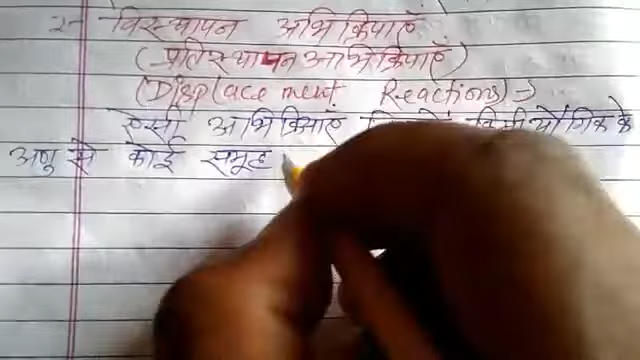 2- विस्थापन अभिक्रियाएँ
(प्रतिस्थापन अभिक्रियाएँ)
(Displacement Reactions) →
ऐसी अभिक्रियाएँ जिनमें किसी यौगिक के
अणु से कोई समूह